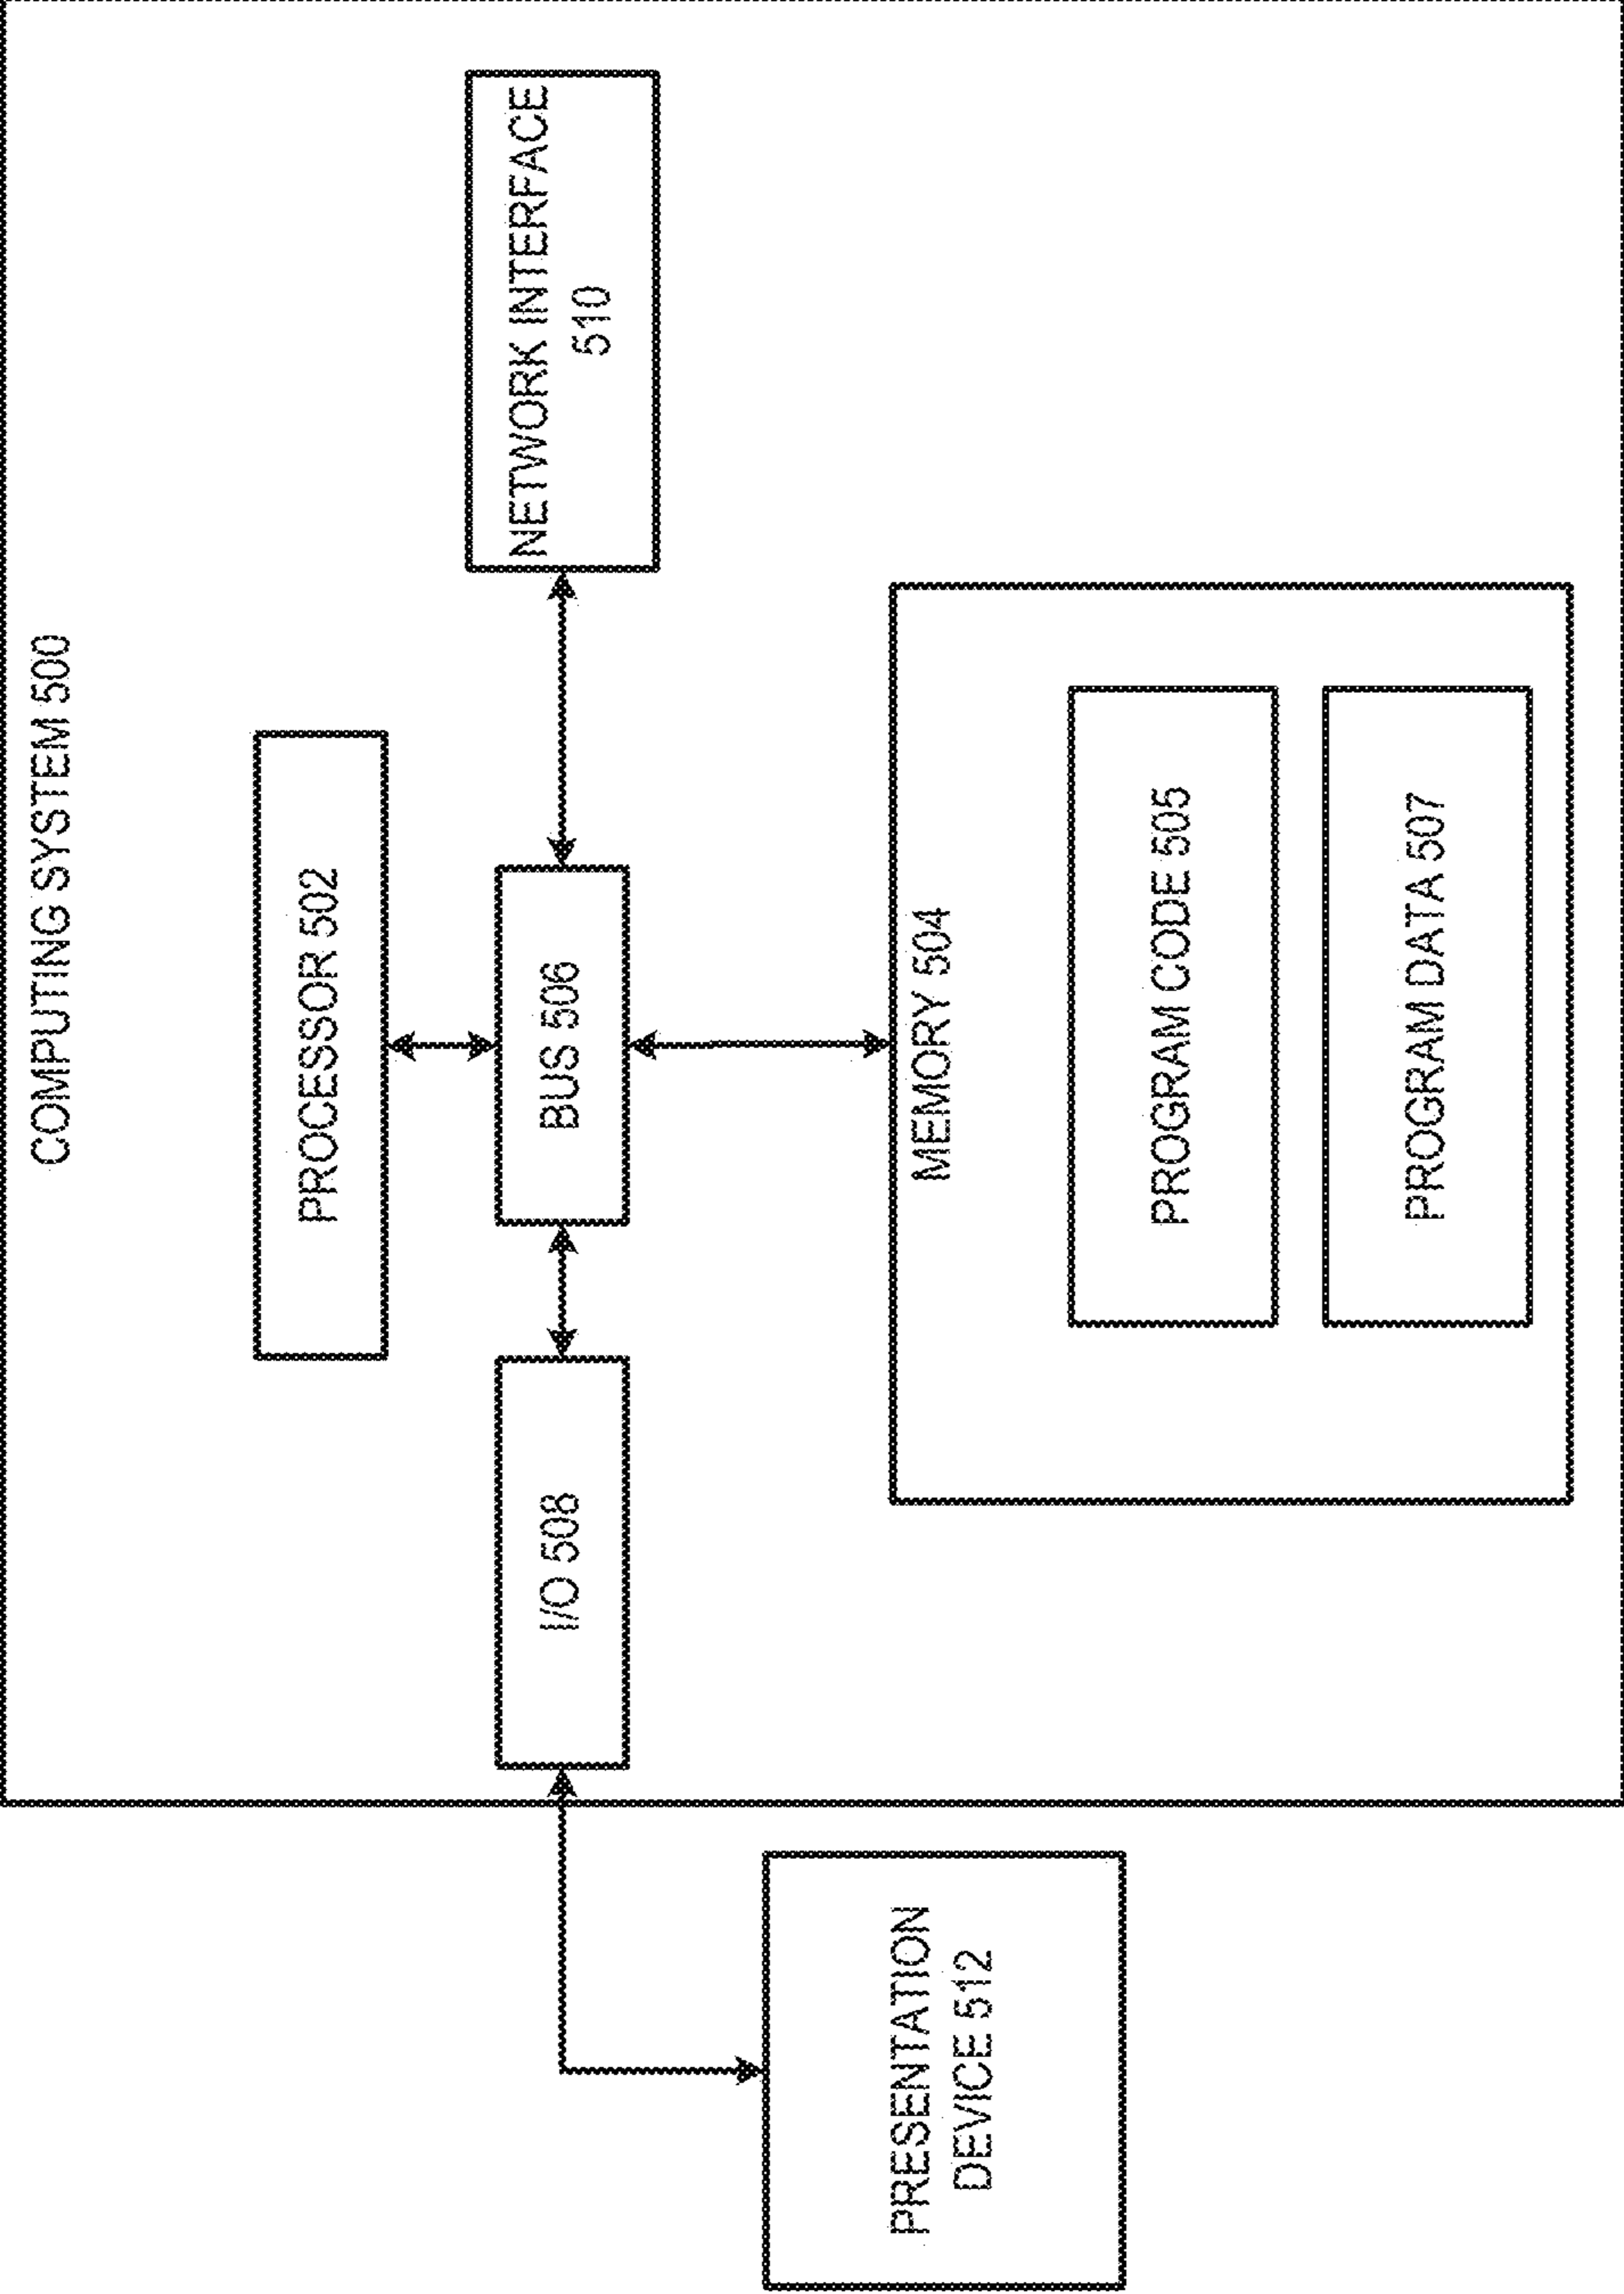 COMPUTING SYSTEM 500
PROCESSOR 502
I/O 508
BUS 506
NETWORK INTERFACE
510
PRESENTATION
DEVICE 512
MEMORY 504
PROGRAM CODE 505
PROGRAM DATA 507